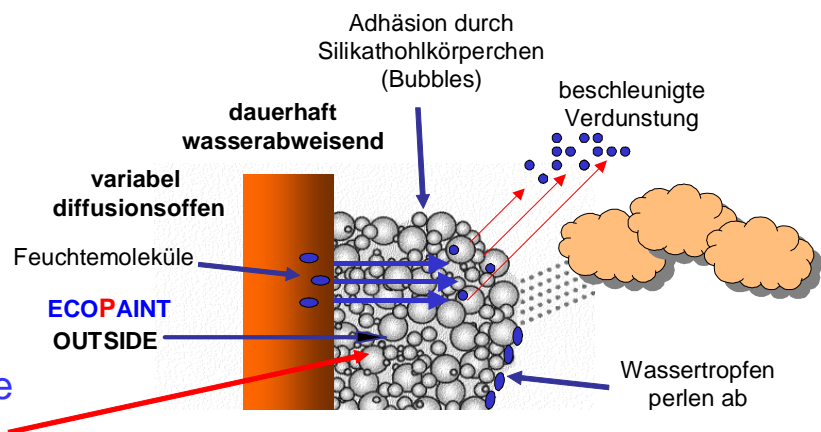 Adhäsion durch
Silikathohlkörperchen
(Bubbles)
beschleunigte
Verdunstung
dauerhaft
wasserabweisend
variabel
diffusionsoffen
Feuchtemoleküle
ECOPAINT
OUTSIDE
Wassertropfen
perlen ab
e